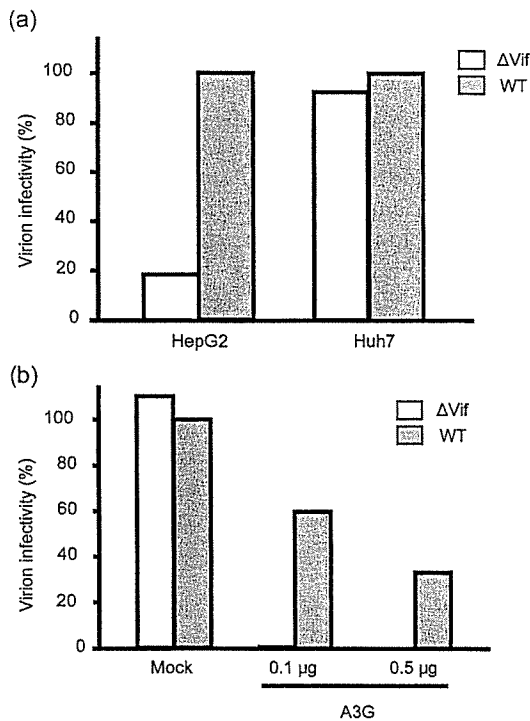 (a)
ΔVif
WT
Virion infectivity (%)
100
80
60
40
20
0
HepG2
Huh7
(b)
ΔVif
WT
Virion infectivity (%)
100
80
60
40
20
0
Mock
0.1 µg
0.5 µg
A3G